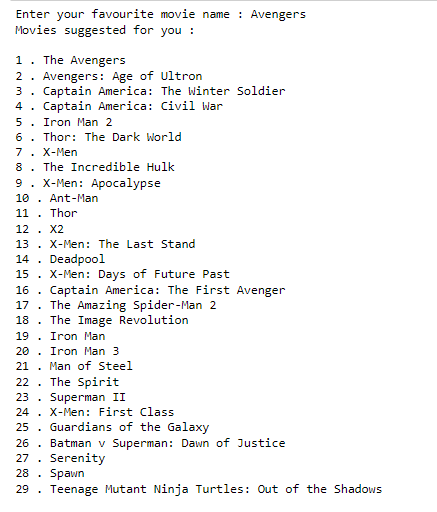 Enter your favourite movie name : Avengers
Movies suggested for you :
1 . The Avengers
2 . Avengers: Age of Ultron
3 . Captain America: The Winter Soldier
4 . Captain America: Civil War
5 . Iron Man 2
6 . Thor: The Dark World
7 . X-Men
8 . The Incredible Hulk
9 . X-Men: Apocalypse
10 . Ant-Man
11 . Thor
12 . X2
13 . X-Men: The Last Stand
14 . Deadpool
15 . X-Men: Days of Future Past
16 . Captain America: The First Avenger
17 . The Amazing Spider-Man 2
18 . The Image Revolution
19 . Iron Man
20 . Iron Man 3
21 . Man of Steel
22 . The Spirit
23 . Superman II
24 . X-Men: First Class
25 . Guardians of the Galaxy
26 . Batman v Superman: Dawn of Justice
27 . Serenity
28 . Spawn
29 . Teenage Mutant Ninja Turtles: Out of the Shadows